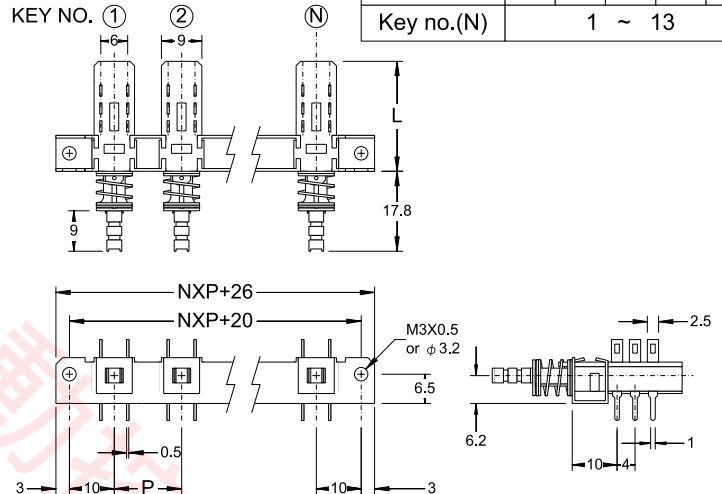 KEY NO. 1 2 N
Key no.(N) 1 ~ 13
6
9
L
9
17.8
NXP+26
NXP+20
M3X0.5
or φ3.2
2.5
6.5
6.2
0.5
1
3 10 P 10 3
10 4